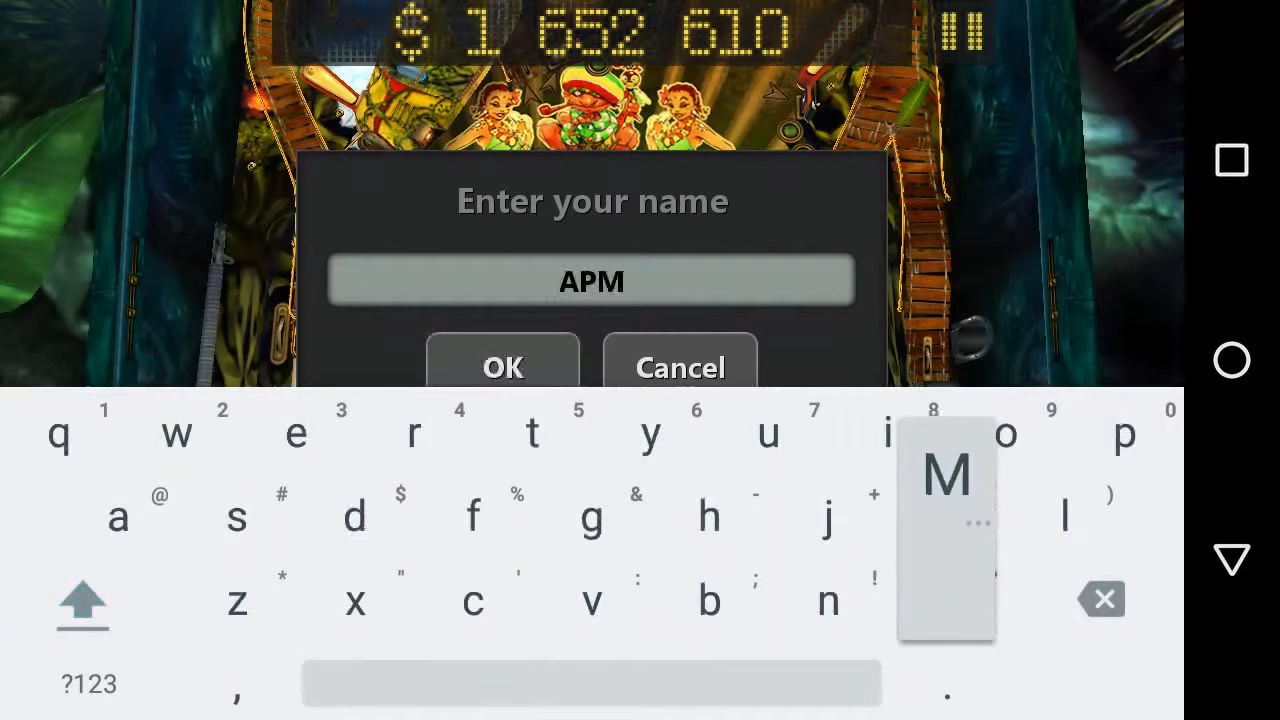 $ 1 652 610
Enter your name
APM
OK Cancel
1 2 3 4 5 6 7 8 9 0
q w e r t y u i o p
@ # $ % & - + )
a s d f g h j M l
* " ' : ; !
z x c v b n
?123 , .